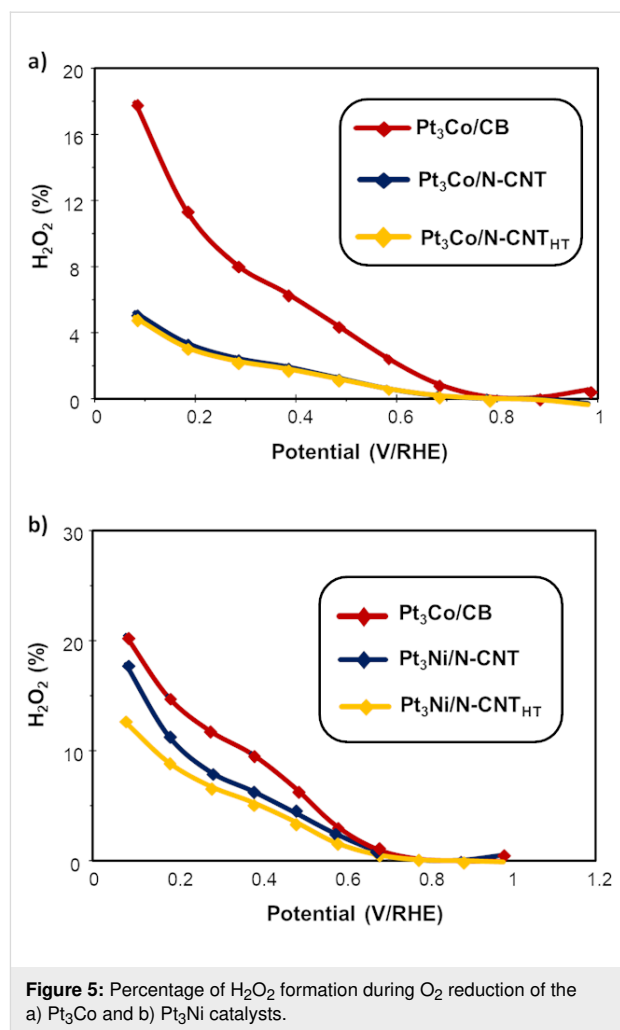 a)
20
16
12
8
4
0
H₂O₂ (%)
Pt₃Co/CB
Pt₃Co/N-CNT
Pt₃Co/N-CNT_HT
0 0.2 0.4 0.6 0.8 1
Potential (V/RHE)
b)
30
20
10
0
H₂O₂ (%)
Pt₃Co/CB
Pt₃Ni/N-CNT
Pt₃Ni/N-CNT_HT
0 0.2 0.4 0.6 0.8 1 1.2
Potential (V/RHE)
Figure 5: Percentage of H₂O₂ formation during O₂ reduction of the
a) Pt₃Co and b) Pt₃Ni catalysts.